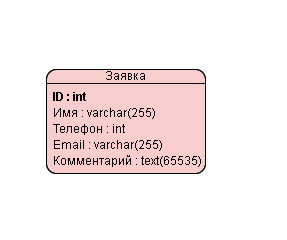 Заявка
ID : int
Имя : varchar(255)
Телефон : int
Email : varchar(255)
Комментарий : text(65535)